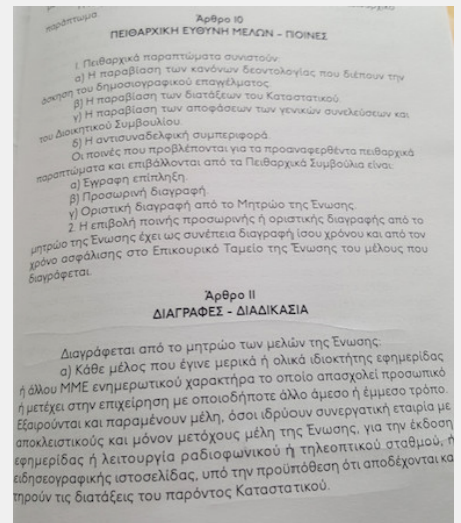 παράπτωμα.
Άρθρο 10
ΠΕΙΘΑΡΧΙΚΗ ΕΥΘΥΝΗ ΜΕΛΩΝ - ΠΟΙΝΕΣ
1. Πειθαρχικά παραπτώματα συνιστούν:
α) Η παραβίαση των κανόνων δεοντολογίας που διέπουν την
άσκηση του δημοσιογραφικού επαγγέλματος.
β) Η παραβίαση των διατάξεων του Καταστατικού.
γ) Η παραβίαση των αποφάσεων των γενικών συνελεύσεων και
του Διοικητικού Συμβουλίου.
δ) Η αντισυναδελφική συμπεριφορά.
Οι ποινές που προβλέπονται για τα προαναφερθέντα πειθαρχικά
παραπτώματα και επιβάλλονται από τα Πειθαρχικά Συμβούλια είναι:
α) Έγγραφη επίπληξη.
β) Προσωρινή διαγραφή.
γ) Οριστική διαγραφή από το Μητρώο της Ένωσης.
2. Η επιβολή ποινής προσωρινής ή οριστικής διαγραφής από το
μητρώο της Ένωσης έχει ως συνέπεια διαγραφή ίσου χρόνου και από τον
χρόνο ασφάλισης στο Επικουρικό Ταμείο της Ένωσης του μέλους που
διαγράφεται.
Άρθρο 11
ΔΙΑΓΡΑΦΕΣ - ΔΙΑΔΙΚΑΣΙΑ
Διαγράφεται από το μητρώο των μελών της Ένωσης:
α) Κάθε μέλος που έγινε μερικά ή ολικά ιδιοκτήτης εφημερίδας
ή άλλου ΜΜΕ ενημερωτικού χαρακτήρα το οποίο απασχολεί προσωπικό
ή μετέχει στην επιχείρηση με οποιοδήποτε άλλο άμεσο ή έμμεσο τρόπο.
Εξαιρούνται και παραμένουν μέλη, όσοι ιδρύουν συνεργατική εταιρία με
αποκλειστικούς και μόνον μετόχους μέλη της Ένωσης, για την έκδοση
εφημερίδας ή λειτουργία ραδιοφωνικού ή τηλεοπτικού σταθμού, ή
ειδησεογραφικής ιστοσελίδας, υπό την προϋπόθεση ότι αποδέχονται κα
τηρούν τις διατάξεις του παρόντος Καταστατικού.